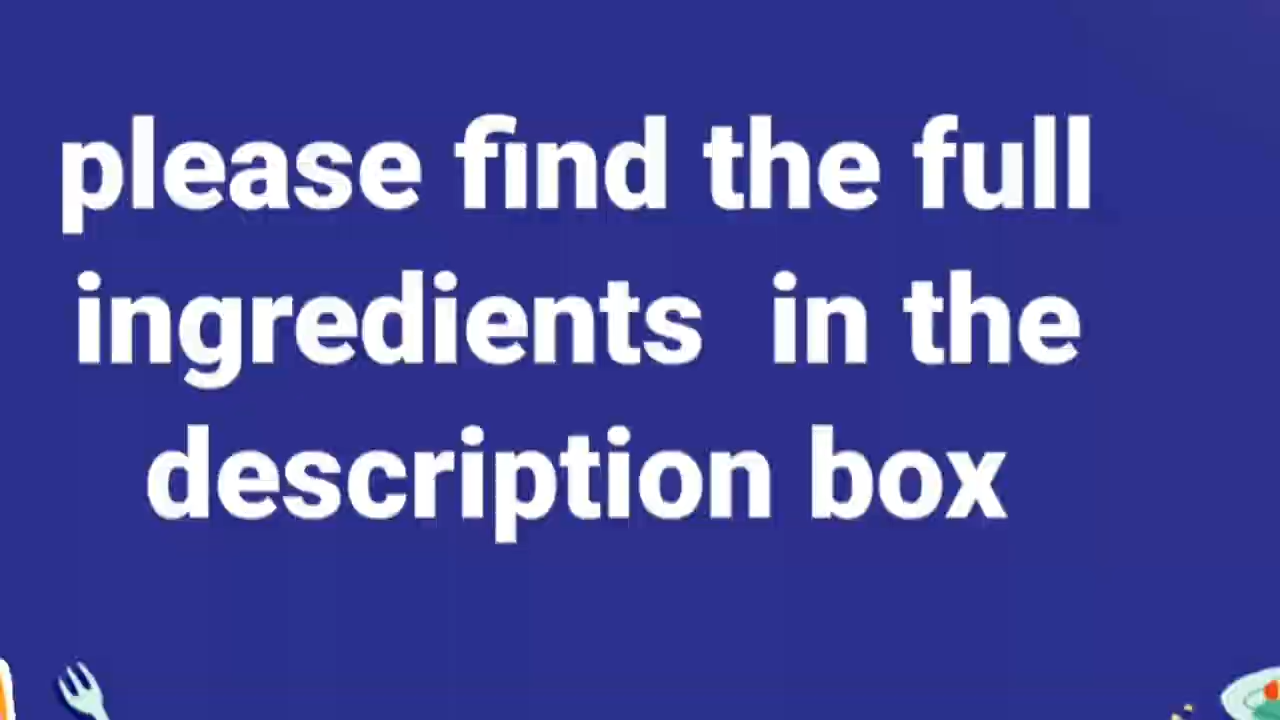 please find the full
ingredients  in the
description box